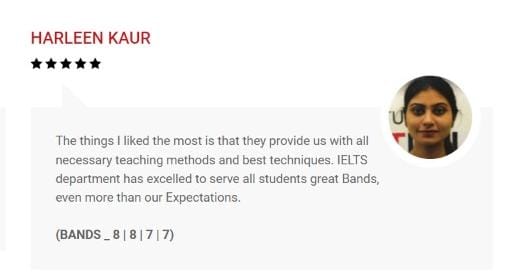 HARLEEN KAUR
The things I liked the most is that they provide us with all
necessary teaching methods and best techniques. IELTS
department has excelled to serve all students great Bands,
even more than our Expectations.
(BANDS _ 8 | 8 | 7 | 7)